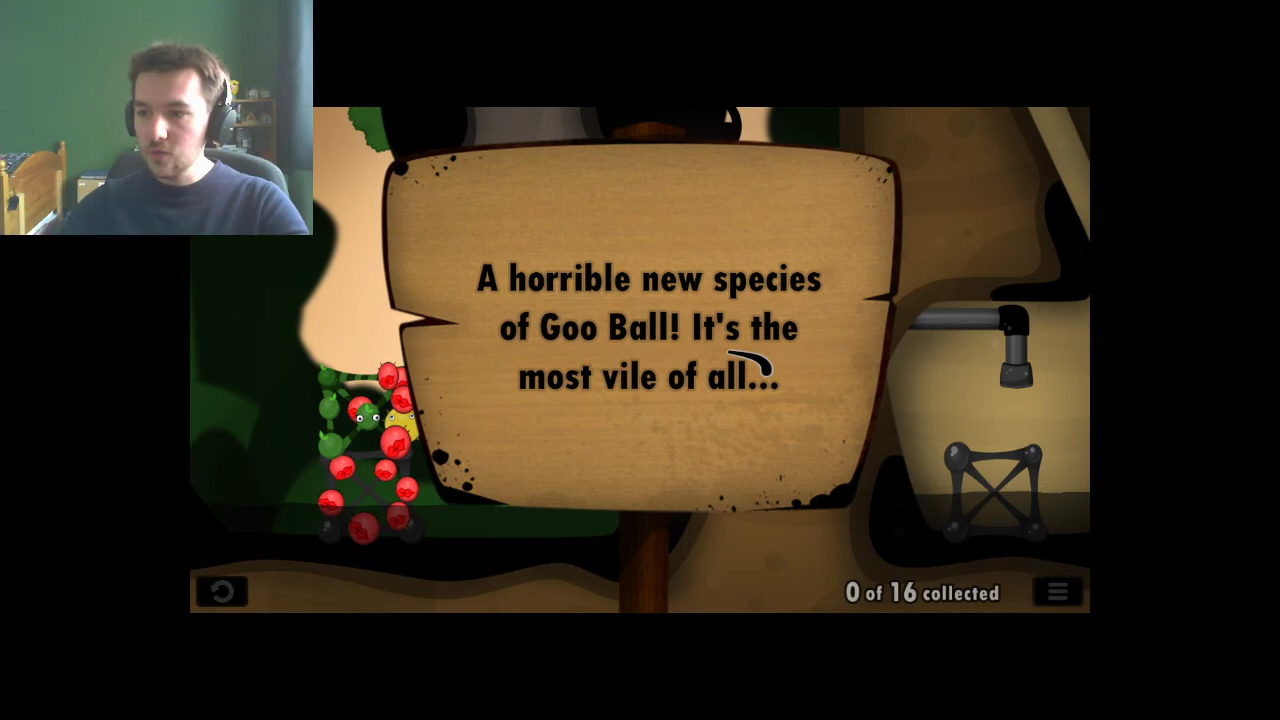 A horrible new species
of Goo Ball! It's the
most vile of all...
0 of 16 collected